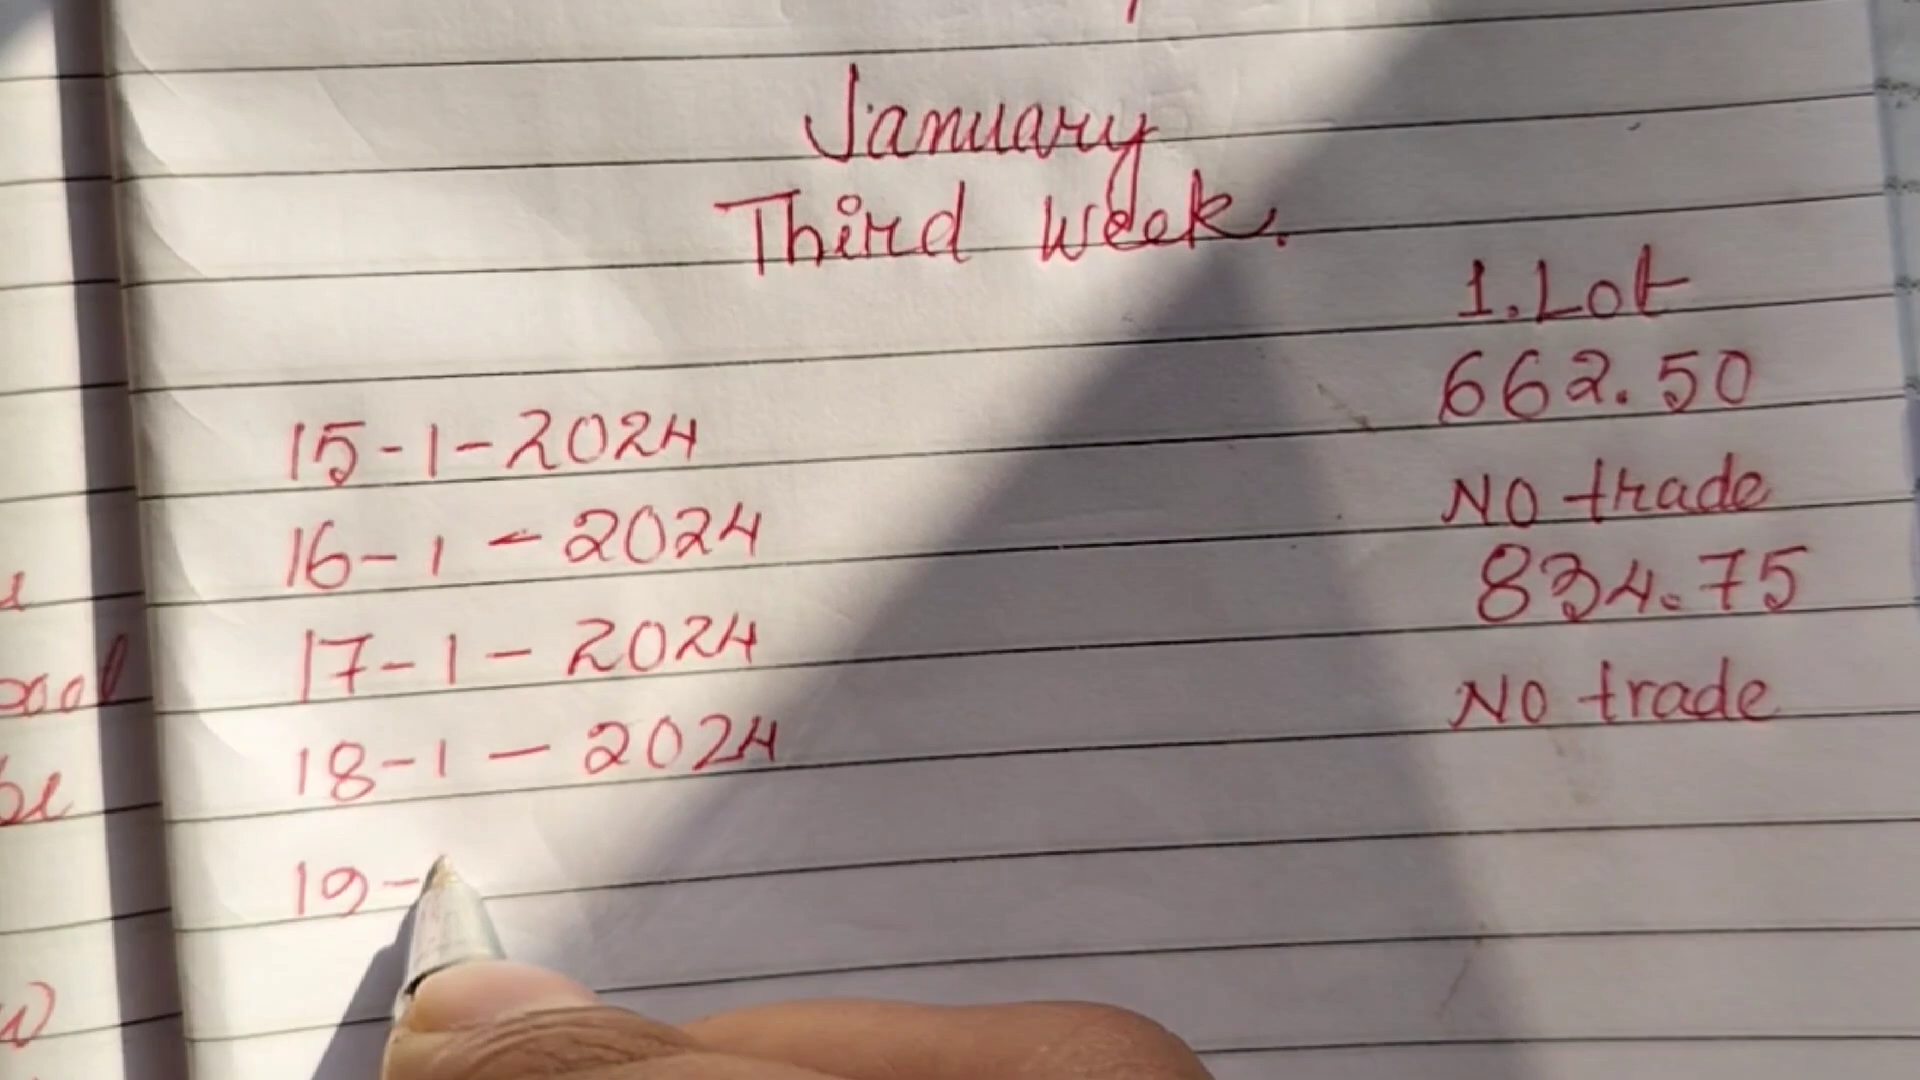 January
Third Week.
1. Lot
15-1-2024 662.50
16-1-2024 No trade
17-1-2024 834.75
18-1-2024 No trade
19-